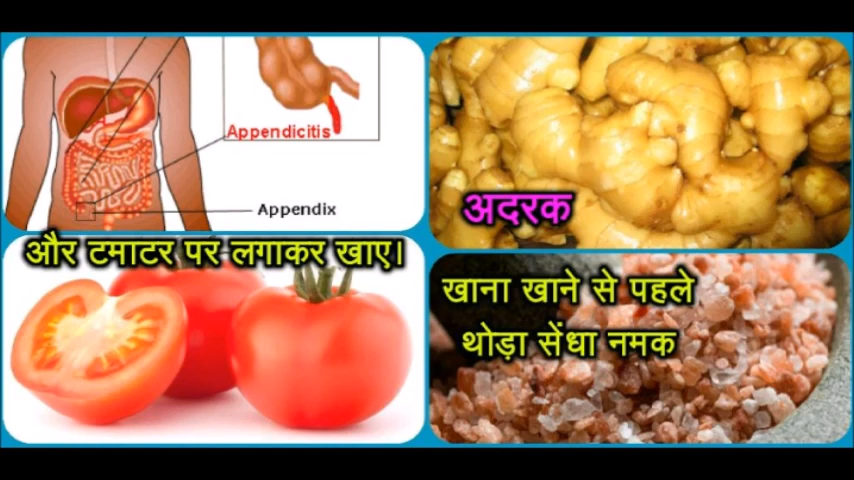 Appendicitis
Appendix
अदरक
और टमाटर पर लगाकर खाए।
खाना खाने से पहले
थोड़ा सेंधा नमक